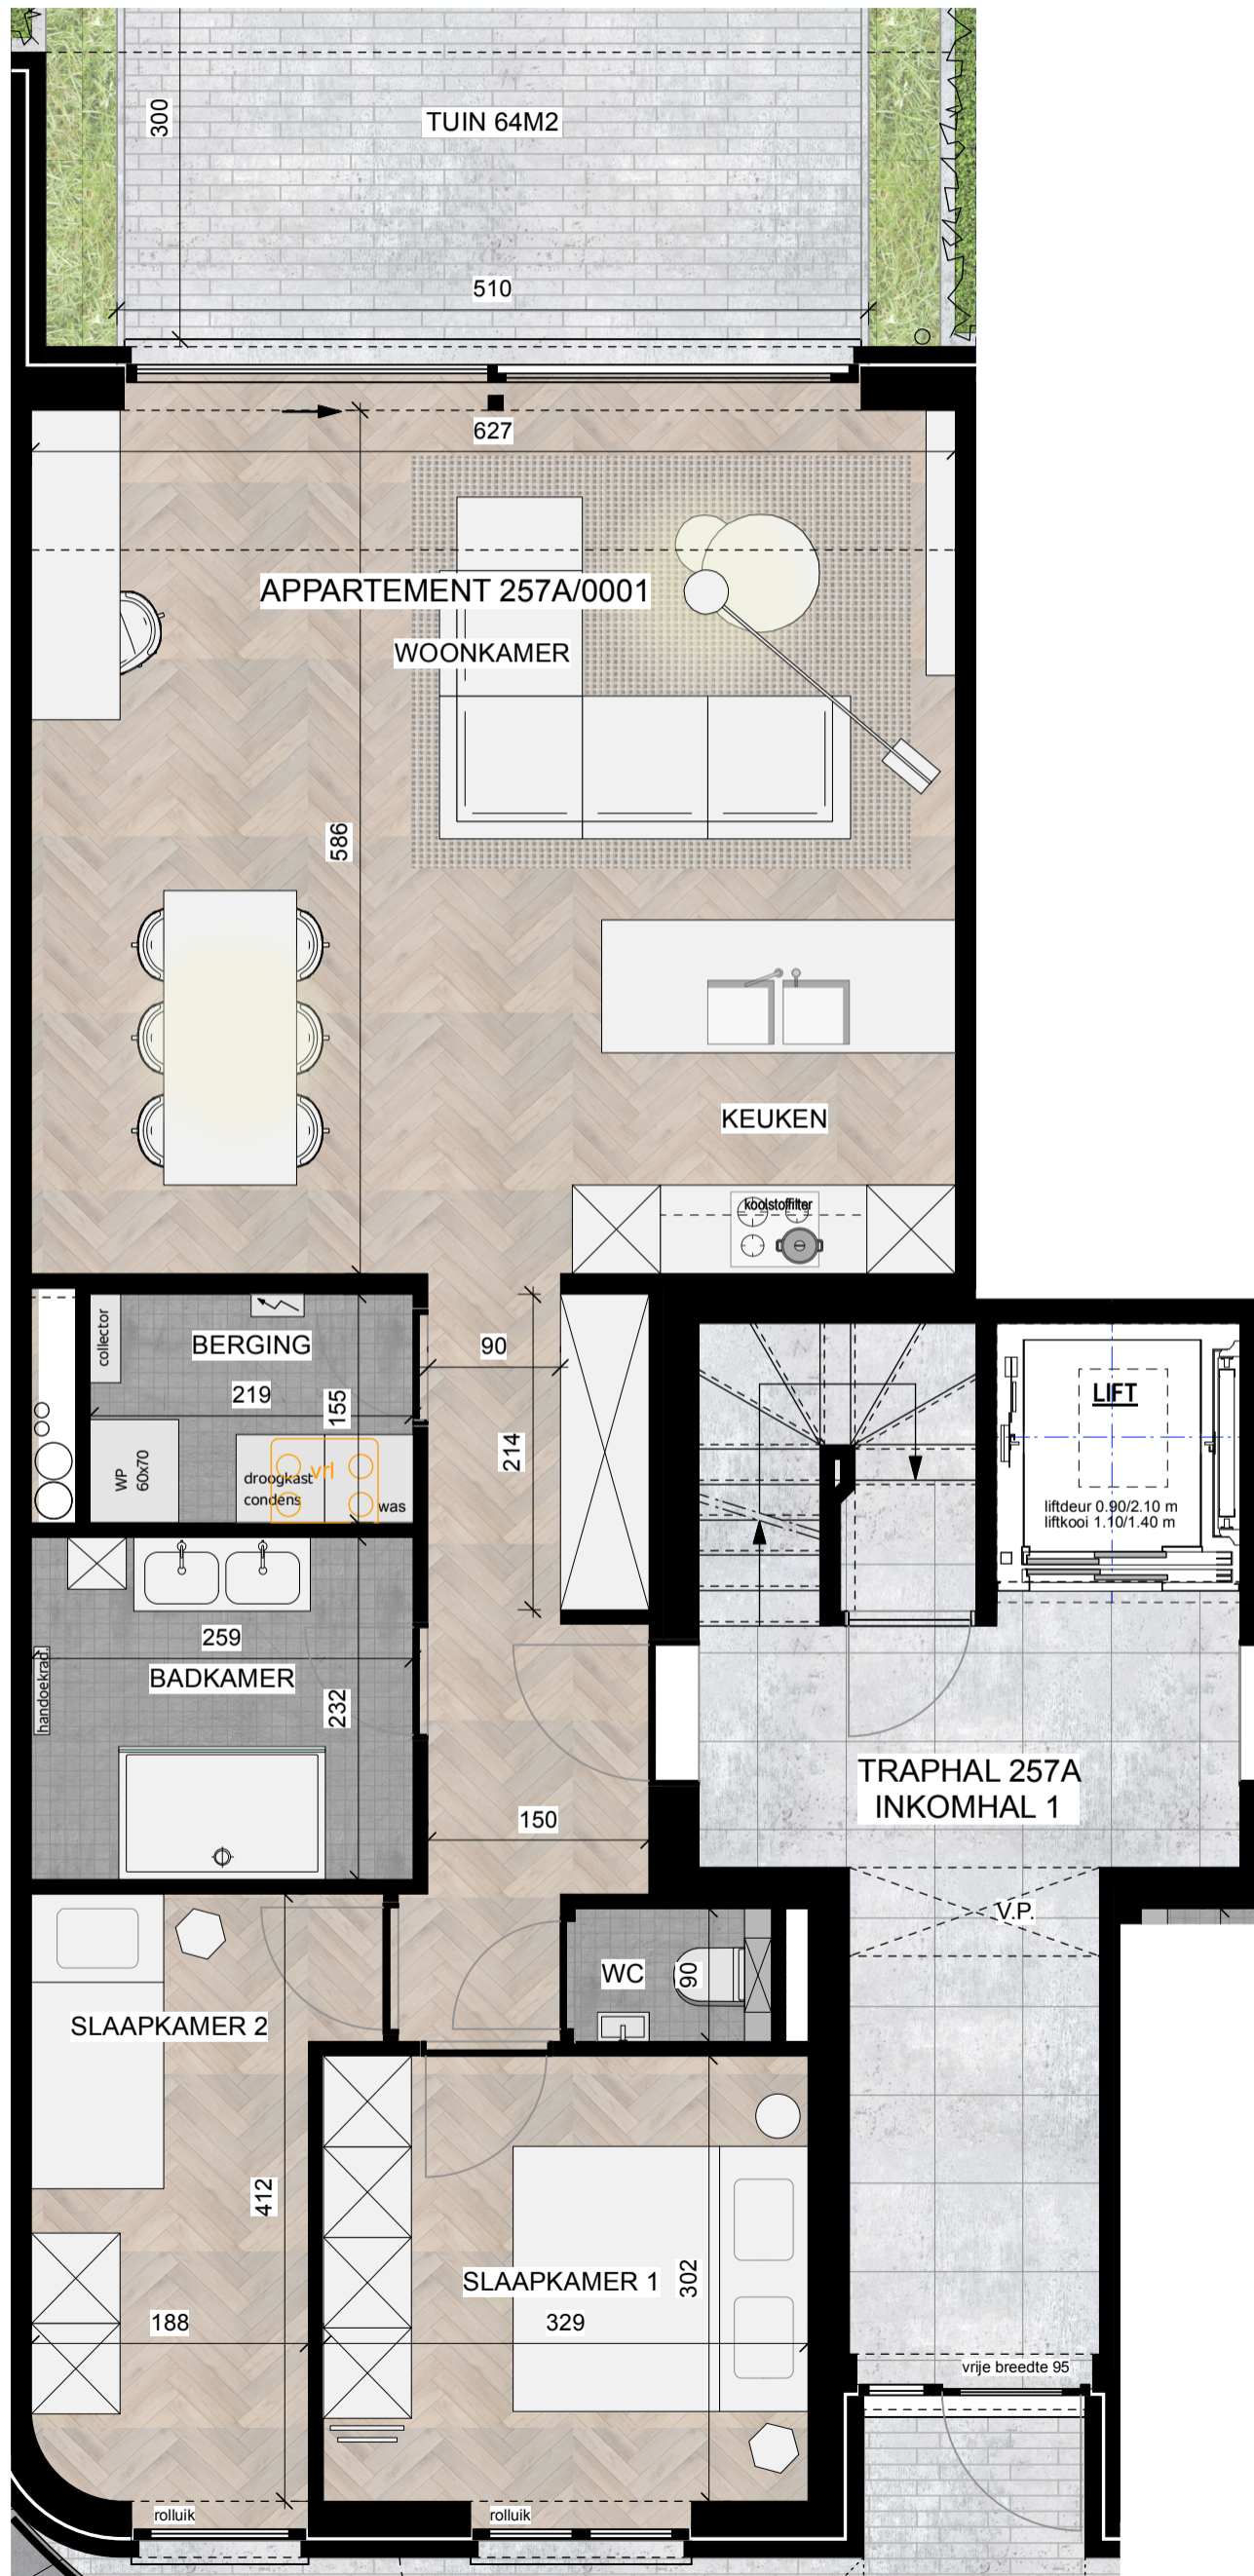 300
TUIN 64M2
510
627
APPARTEMENT 257A/0001
WOONKAMER
586
KEUKEN
koolstoffilter
collector
BERGING
219
155
90
214
WP
60x70
droogkast
condens
vrl
was
LIFT
liftdeur 0.90/2.10 m
liftkooi 1.10/1.40 m
259
BADKAMER
handoekrad.
232
150
TRAPHAL 257A
INKOMHAL 1
V.P.
WC
90
SLAAPKAMER 2
412
188
SLAAPKAMER 1
302
329
vrije breedte 95
rolluik
rolluik